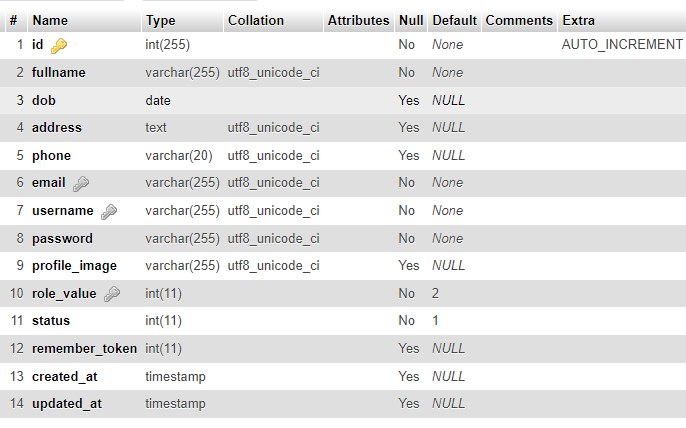 # Name Type Collation Attributes Null Default Comments Extra
1 id int(255) No None AUTO_INCREMENT
2 fullname varchar(255) utf8_unicode_ci No None
3 dob date Yes NULL
4 address text utf8_unicode_ci Yes NULL
5 phone varchar(20) utf8_unicode_ci Yes NULL
6 email varchar(255) utf8_unicode_ci No None
7 username varchar(255) utf8_unicode_ci No None
8 password varchar(255) utf8_unicode_ci No None
9 profile_image varchar(255) utf8_unicode_ci Yes NULL
10 role_value int(11) No 2
11 status int(11) No 1
12 remember_token int(11) Yes NULL
13 created_at timestamp Yes NULL
14 updated_at timestamp Yes NULL